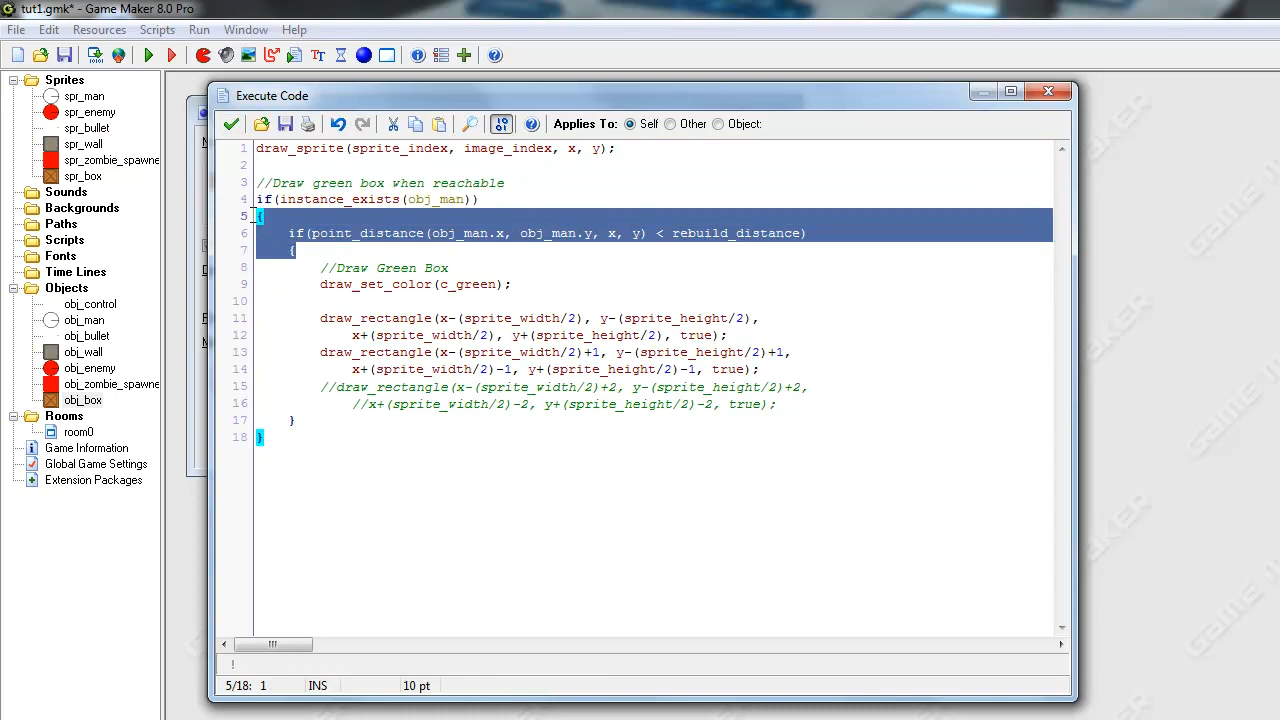 tut1.gmk* - Game Maker 8.0 Pro
File Edit Resources Scripts Run Window Help
Sprites
spr_man
spr_enemy
spr_bullet
spr_wall
spr_zombie_spawne
spr_box
Sounds
Backgrounds
Paths
Scripts
Fonts
Time Lines
Objects
obj_control
obj_man
obj_bullet
obj_wall
obj_enemy
obj_zombie_spawne
obj_box
Rooms
room0
Game Information
Global Game Settings
Extension Packages
Execute Code
Applies To: Self Other Object:
1 draw_sprite(sprite_index, image_index, x, y);
2
3 //Draw green box when reachable
4 if(instance_exists(obj_man))
5 {
6 if(point_distance(obj_man.x, obj_man.y, x, y) < rebuild_distance)
7 {
8 //Draw Green Box
9 draw_set_color(c_green);
10
11 draw_rectangle(x-(sprite_width/2), y-(sprite_height/2),
12 x+(sprite_width/2), y+(sprite_height/2), true);
13 draw_rectangle(x-(sprite_width/2)+1, y-(sprite_height/2)+1,
14 x+(sprite_width/2)-1, y+(sprite_height/2)-1, true);
15 //draw_rectangle(x-(sprite_width/2)+2, y-(sprite_height/2)+2,
16 //x+(sprite_width/2)-2, y+(sprite_height/2)-2, true);
17 }
18 }
5/18: 1 INS 10 pt